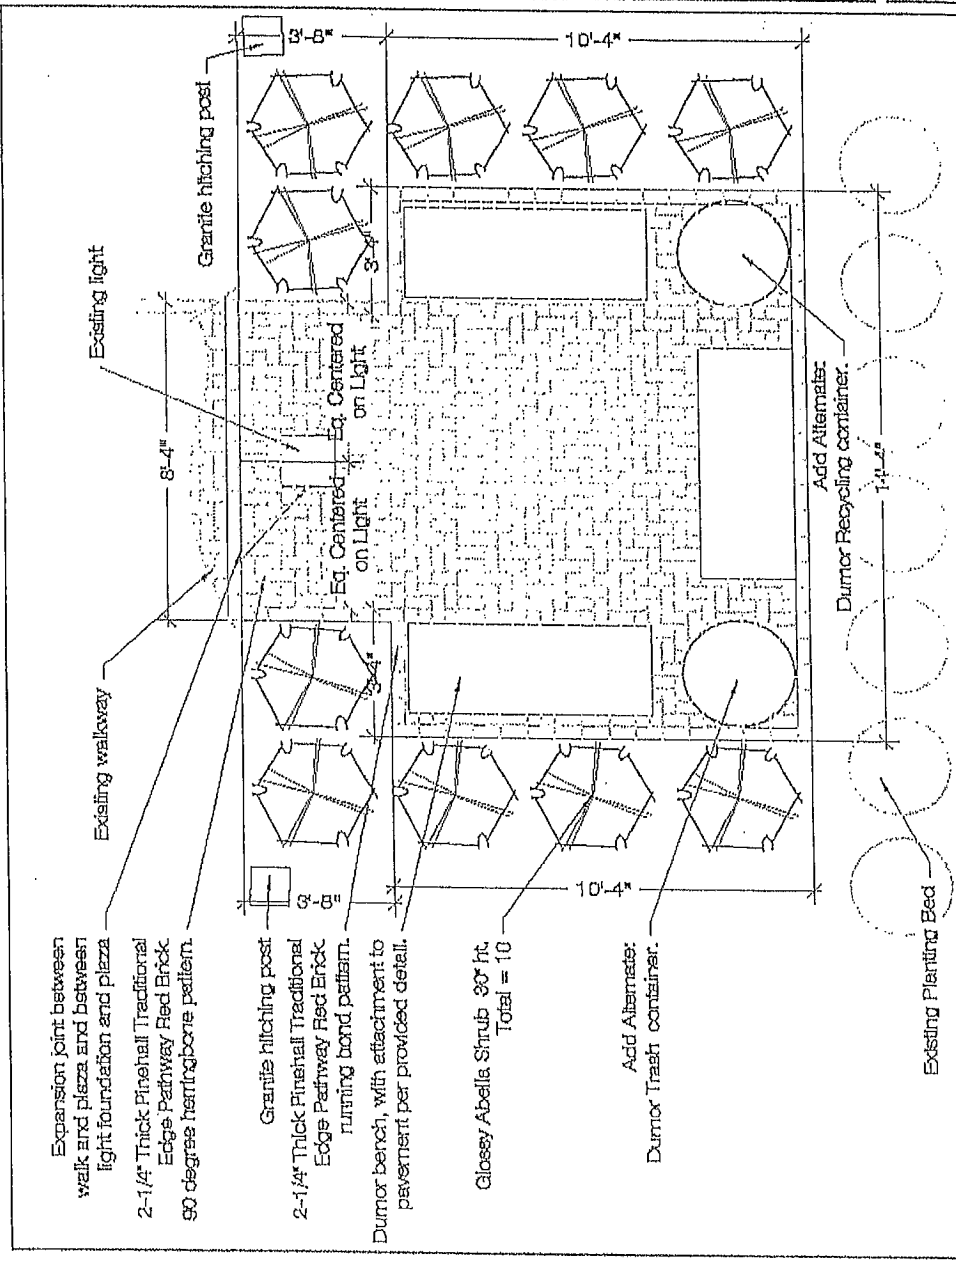 Expansion joint between
walk and plaza and between
light foundation and plaza
2-1/4" Thick Pinehall Traditional
Edge Pathway Red Brick.
90 degree herringbone pattern.
Granite hitching post
2-1/4" Thick Pinehall Traditional
Edge Pathway Red Brick.
running bond pattern.
Dumor bench, with attachment to
pavement per provided detail.
Glossy Abelia Shrub 30" ht.
Total = 10
Add Alternate:
Dumor Trash container.
Existing Planting Bed
Existing walkway
8'-4"
Existing light
Granite hitching post
3'-8"
10'-4"
3'-8"
10'-4"
3'-4"
3'-4"
Eq. Centered
on Light
Eq. Centered
on Light
Add Alternate:
Dumor Recycling container.
14'-4"